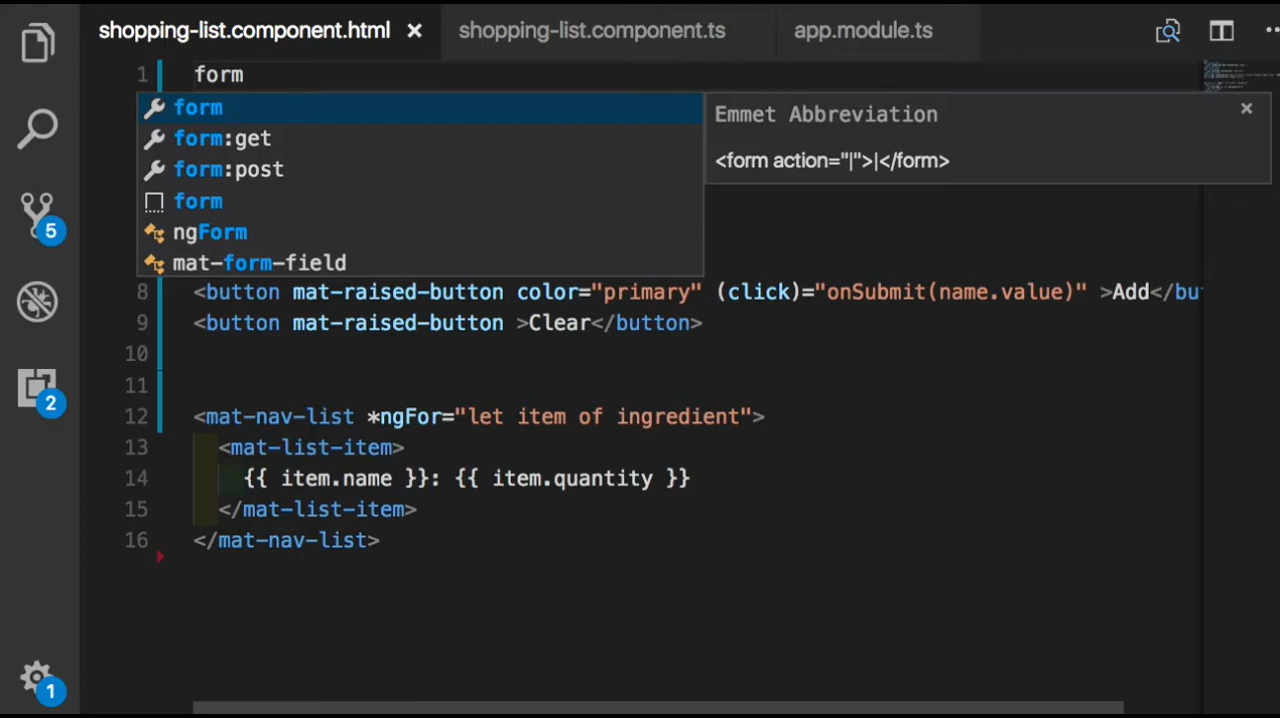 shopping-list.component.html × shopping-list.component.ts app.module.ts
1 form
form
form:get
form:post
form
ngForm
mat-form-field
Emmet Abbreviation ×
<form action="|">|</form>
8 <button mat-raised-button color="primary" (click)="onSubmit(name.value)" >Add</bu
9 <button mat-raised-button >Clear</button>
10
11
12 <mat-nav-list *ngFor="let item of ingredient">
13 <mat-list-item>
14 {{ item.name }}: {{ item.quantity }}
15 </mat-list-item>
16 </mat-nav-list>
5
2
1